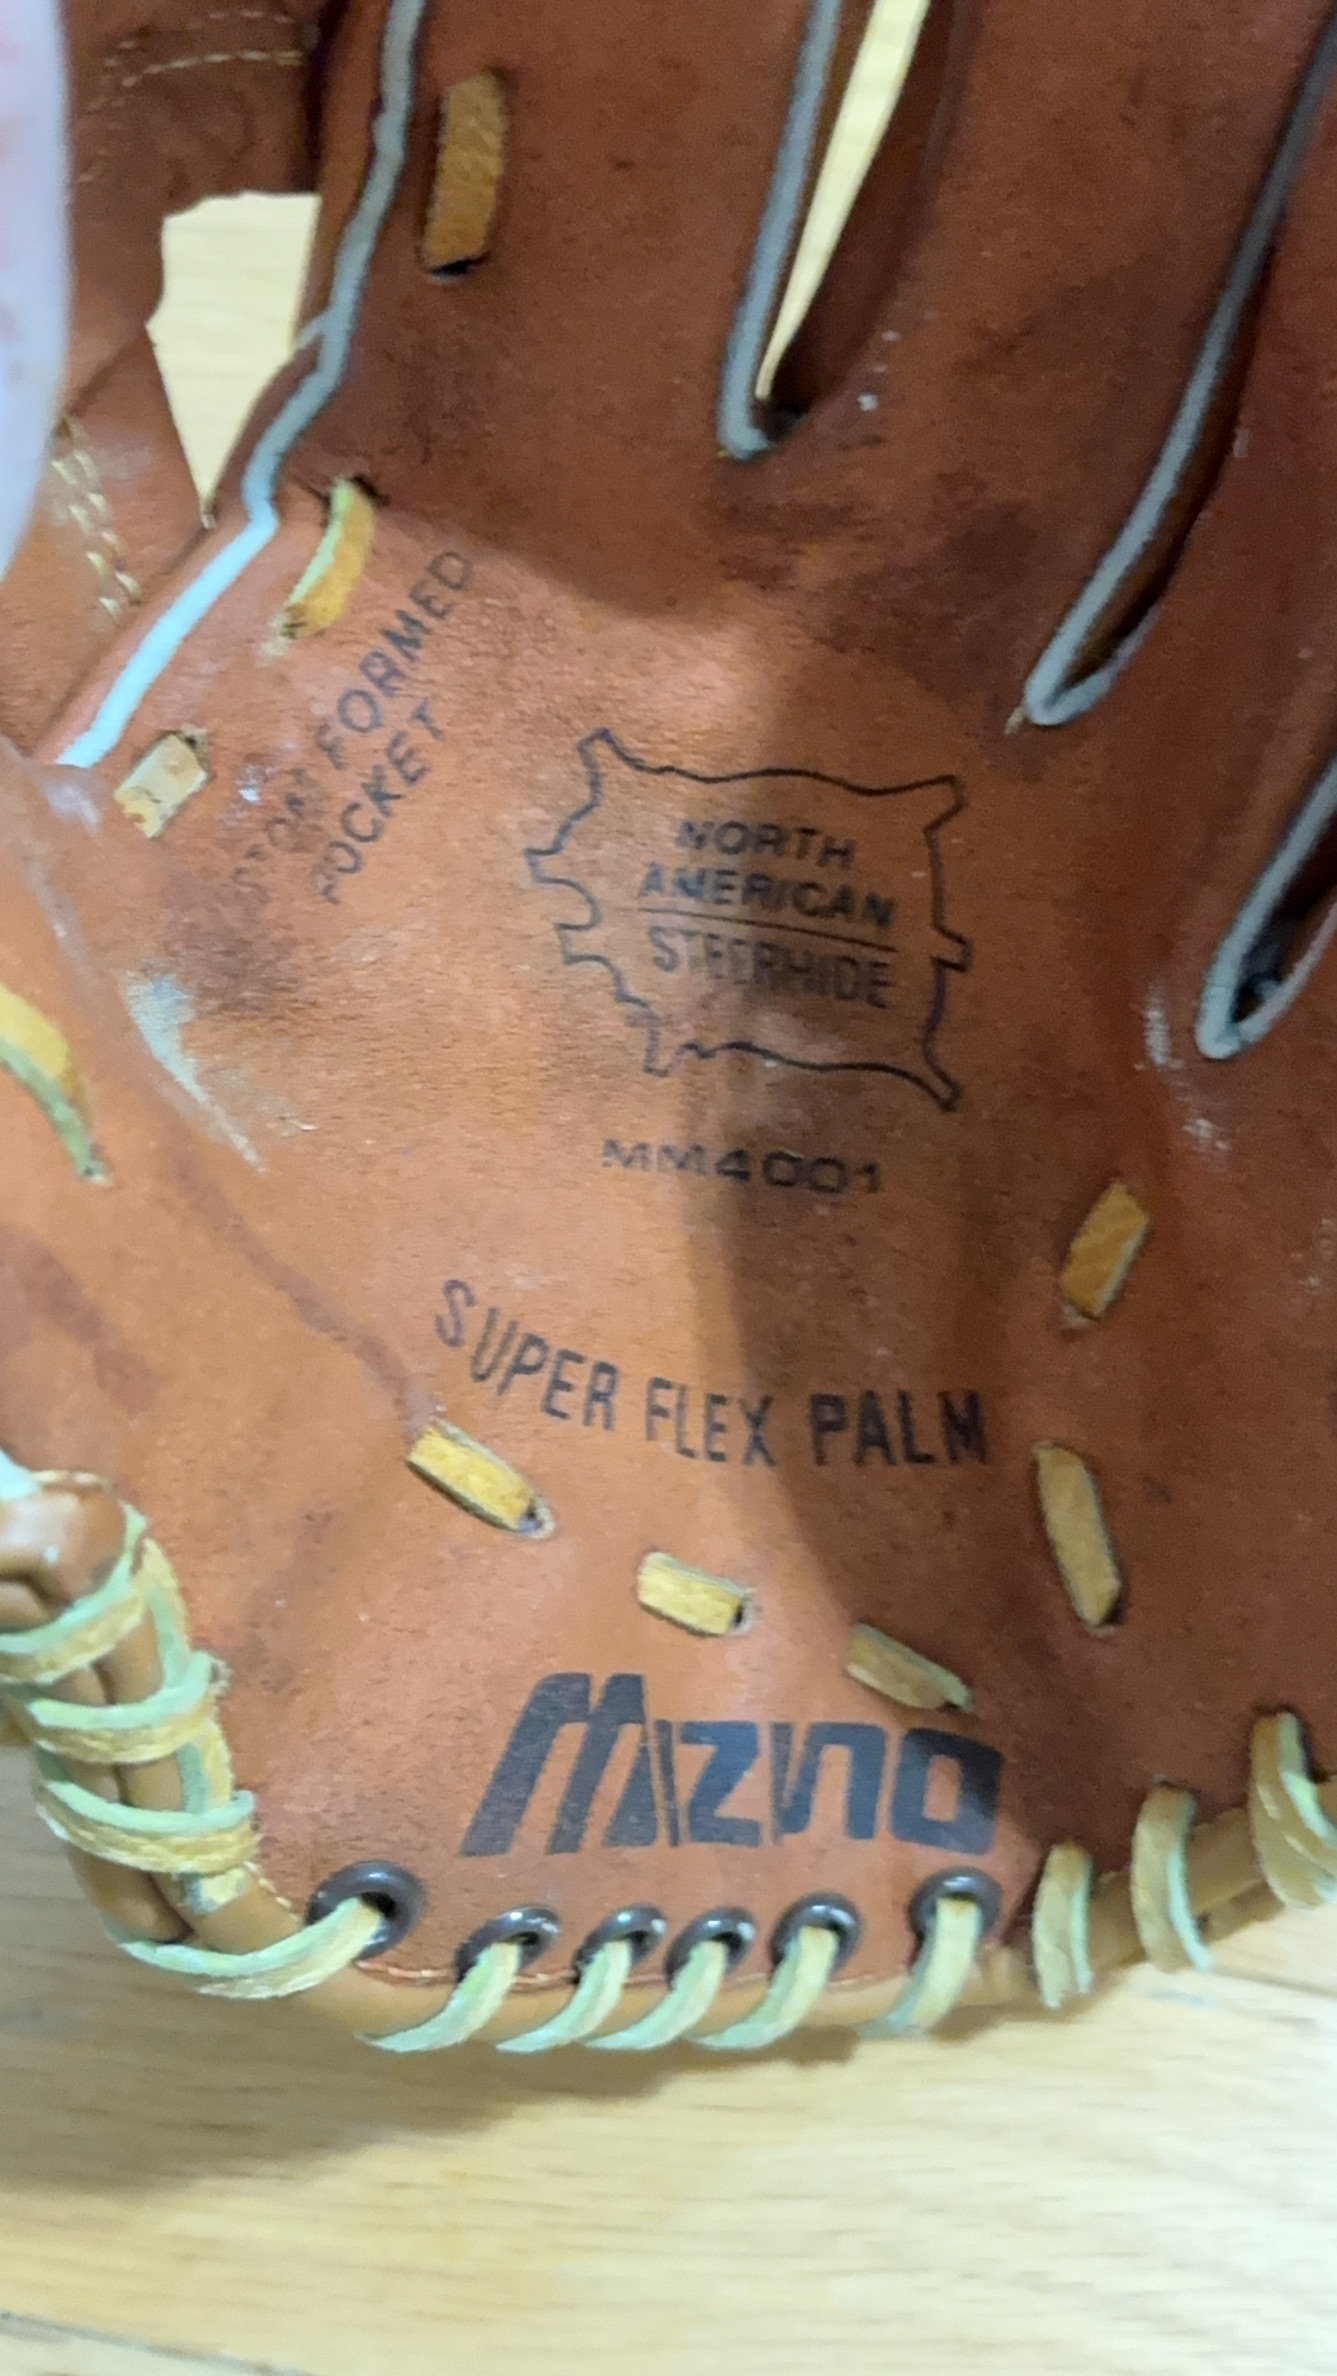 FORMED
POCKET
NORTH
AMERICAN
STEERHIDE
MM4001
SUPER FLEX PALM
MIZUNO